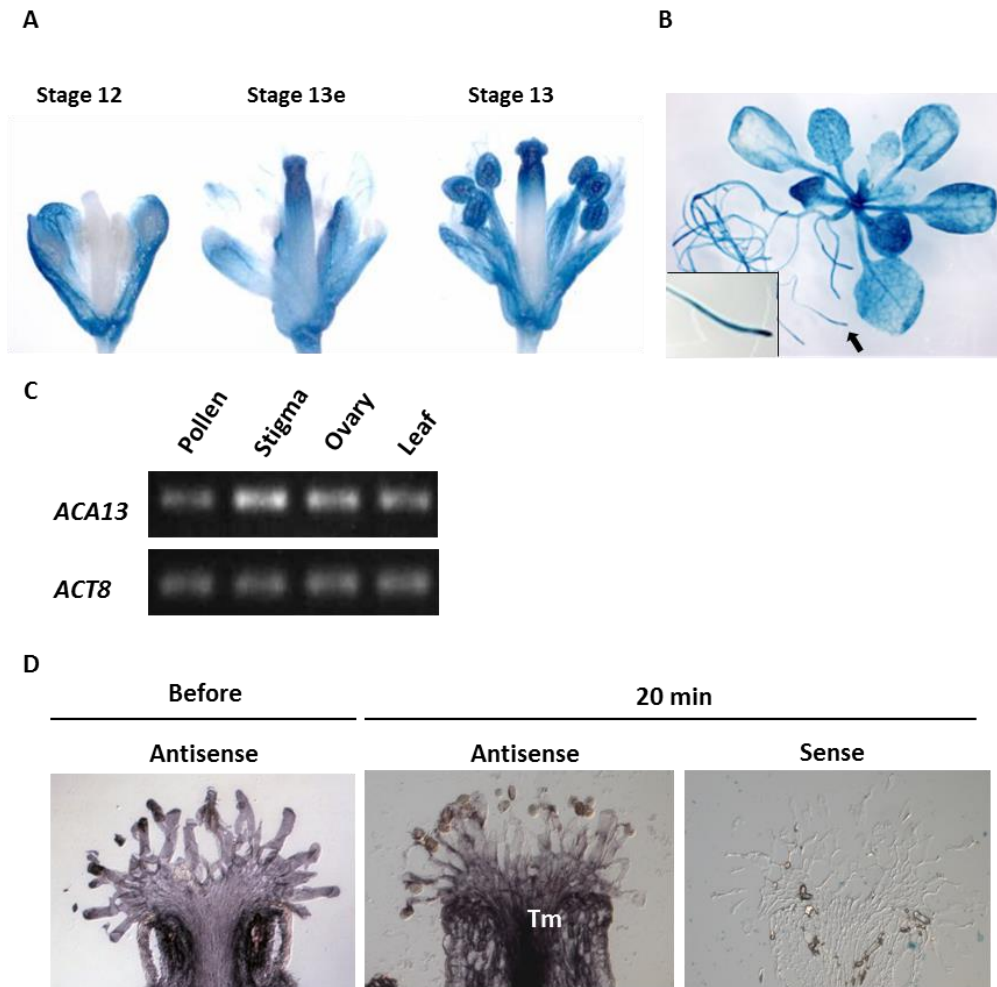 A
B
Stage 12 Stage 13e Stage 13
C
Pollen Stigma Ovary Leaf
ACA13
ACT8
D
Before 20 min
Antisense Antisense Sense
Tm